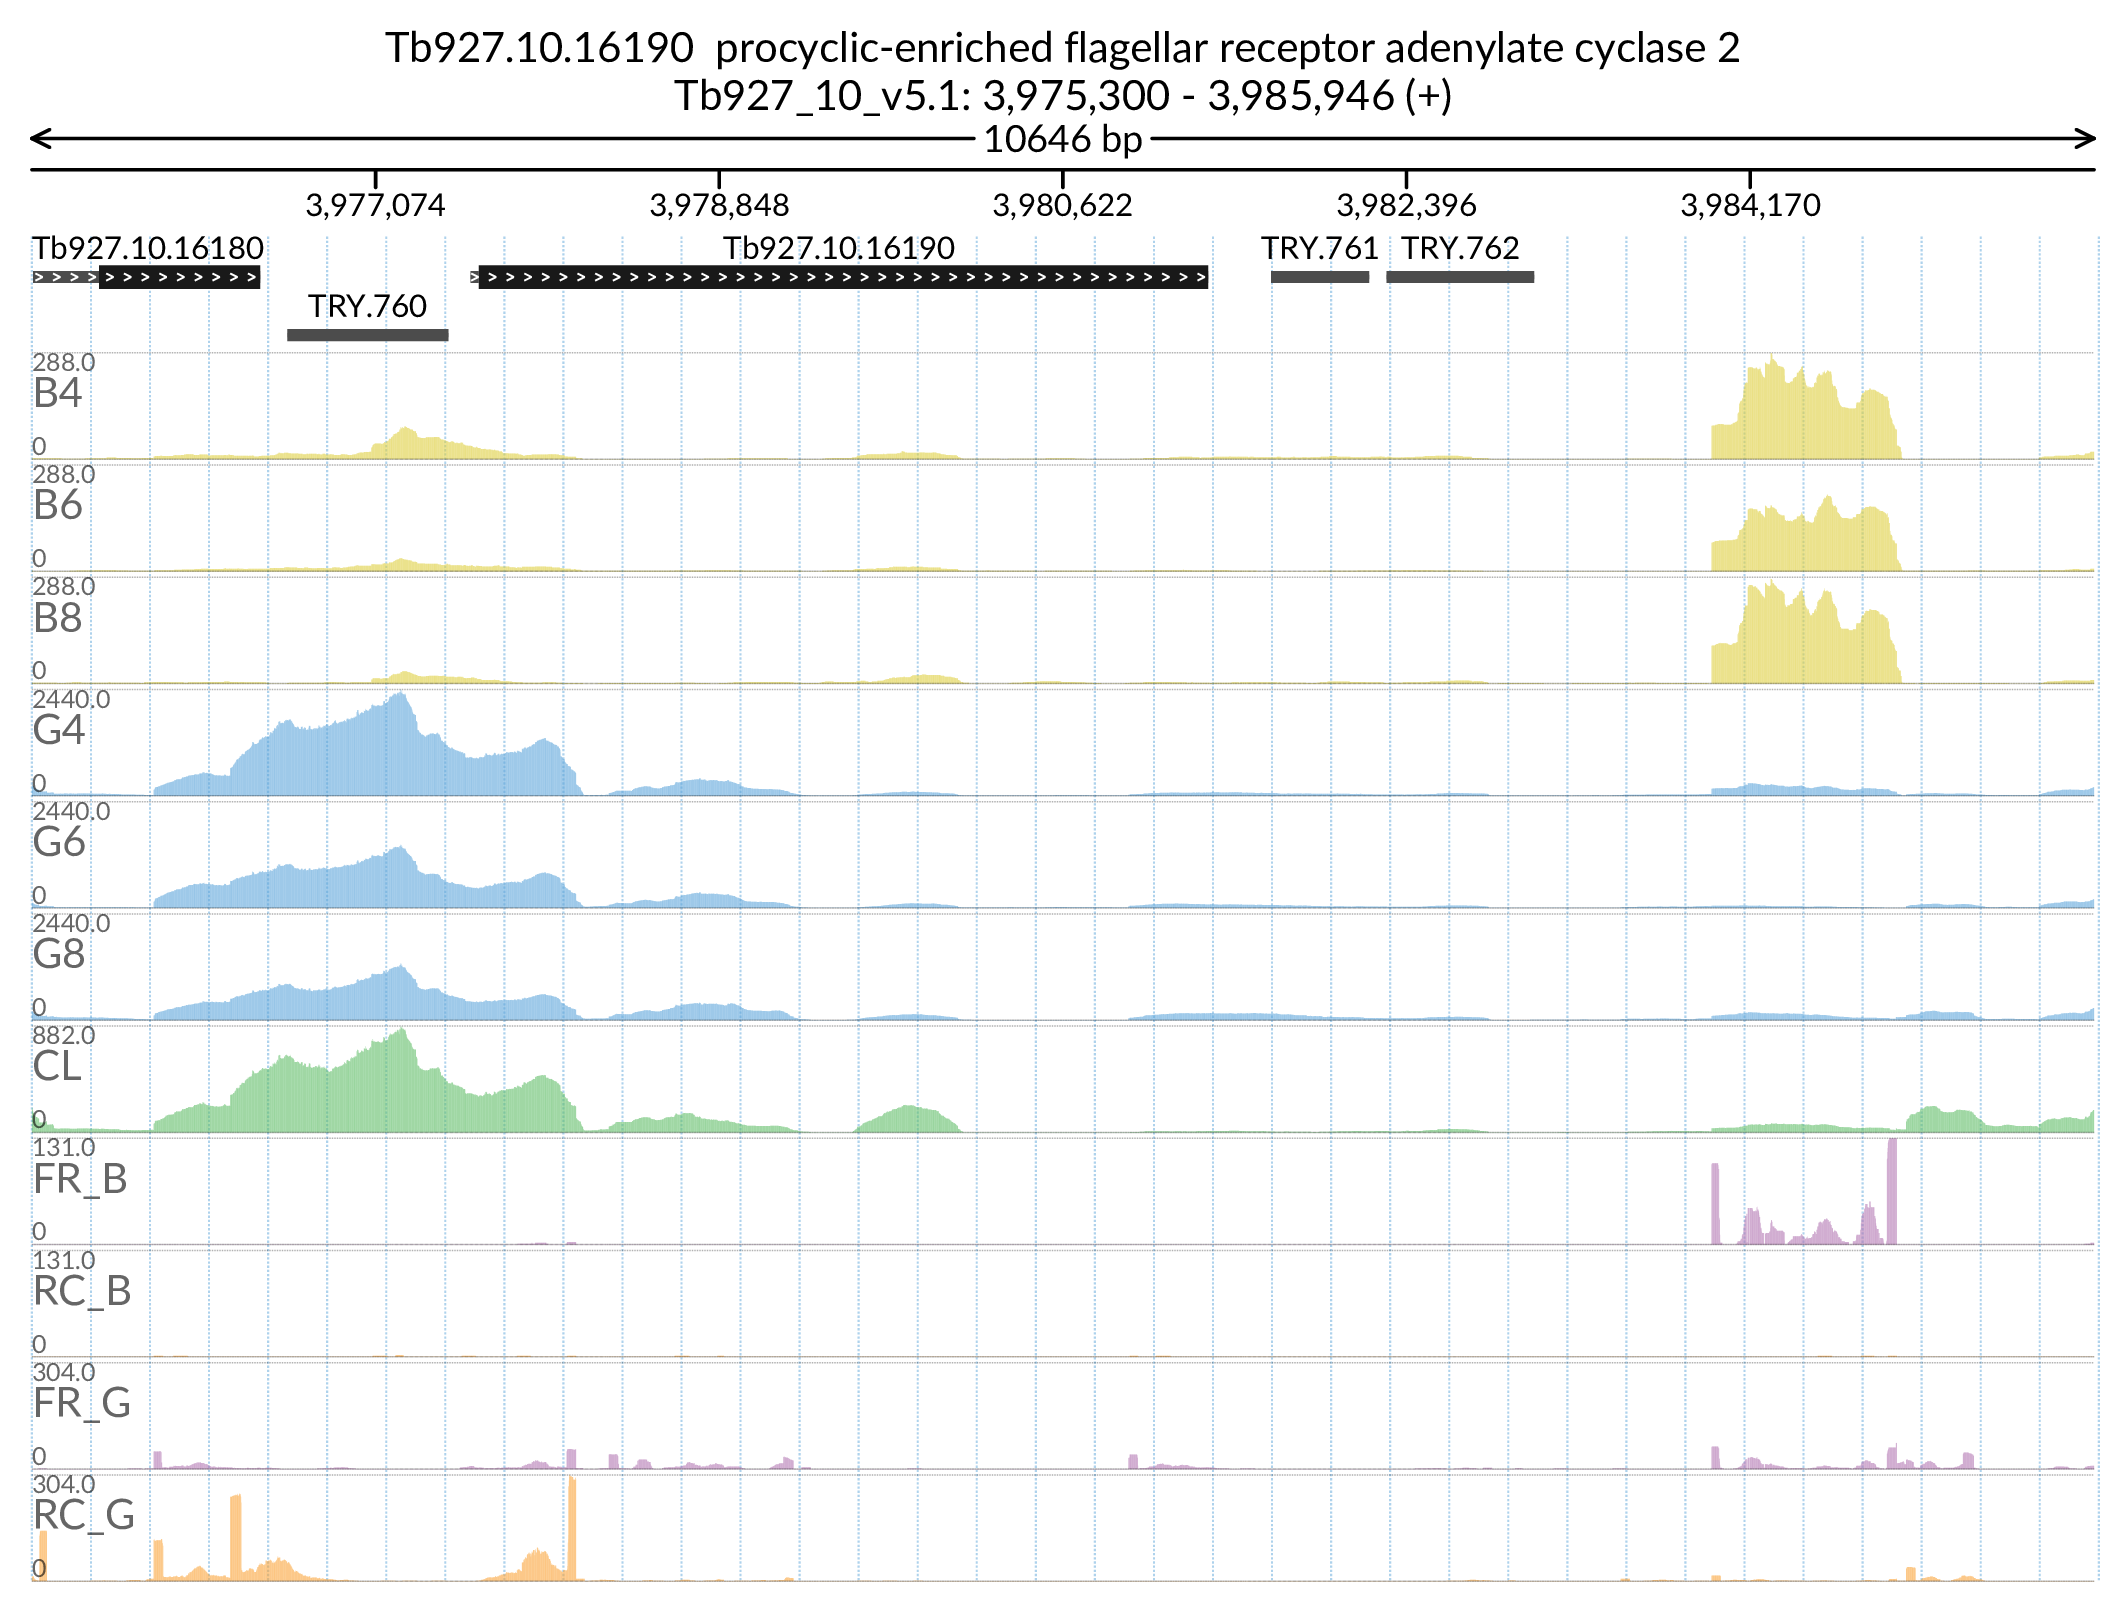 Tb927.10.16190 procyclic-enriched flagellar receptor adenylate cyclase 2
Tb927_10_v5.1: 3,975,300 - 3,985,946 (+)
10646 bp
3,977,074 3,978,848 3,980,622 3,982,396 3,984,170
Tb927.10.16180 Tb927.10.16190 TRY.761 TRY.762
TRY.760
288.0
B4
0
288.0
B6
0
288.0
B8
0
2440.0
G4
0
2440.0
G6
0
2440.0
G8
0
882.0
CL
0
131.0
FR_B
0
131.0
RC_B
0
304.0
FR_G
0
304.0
RC_G
0